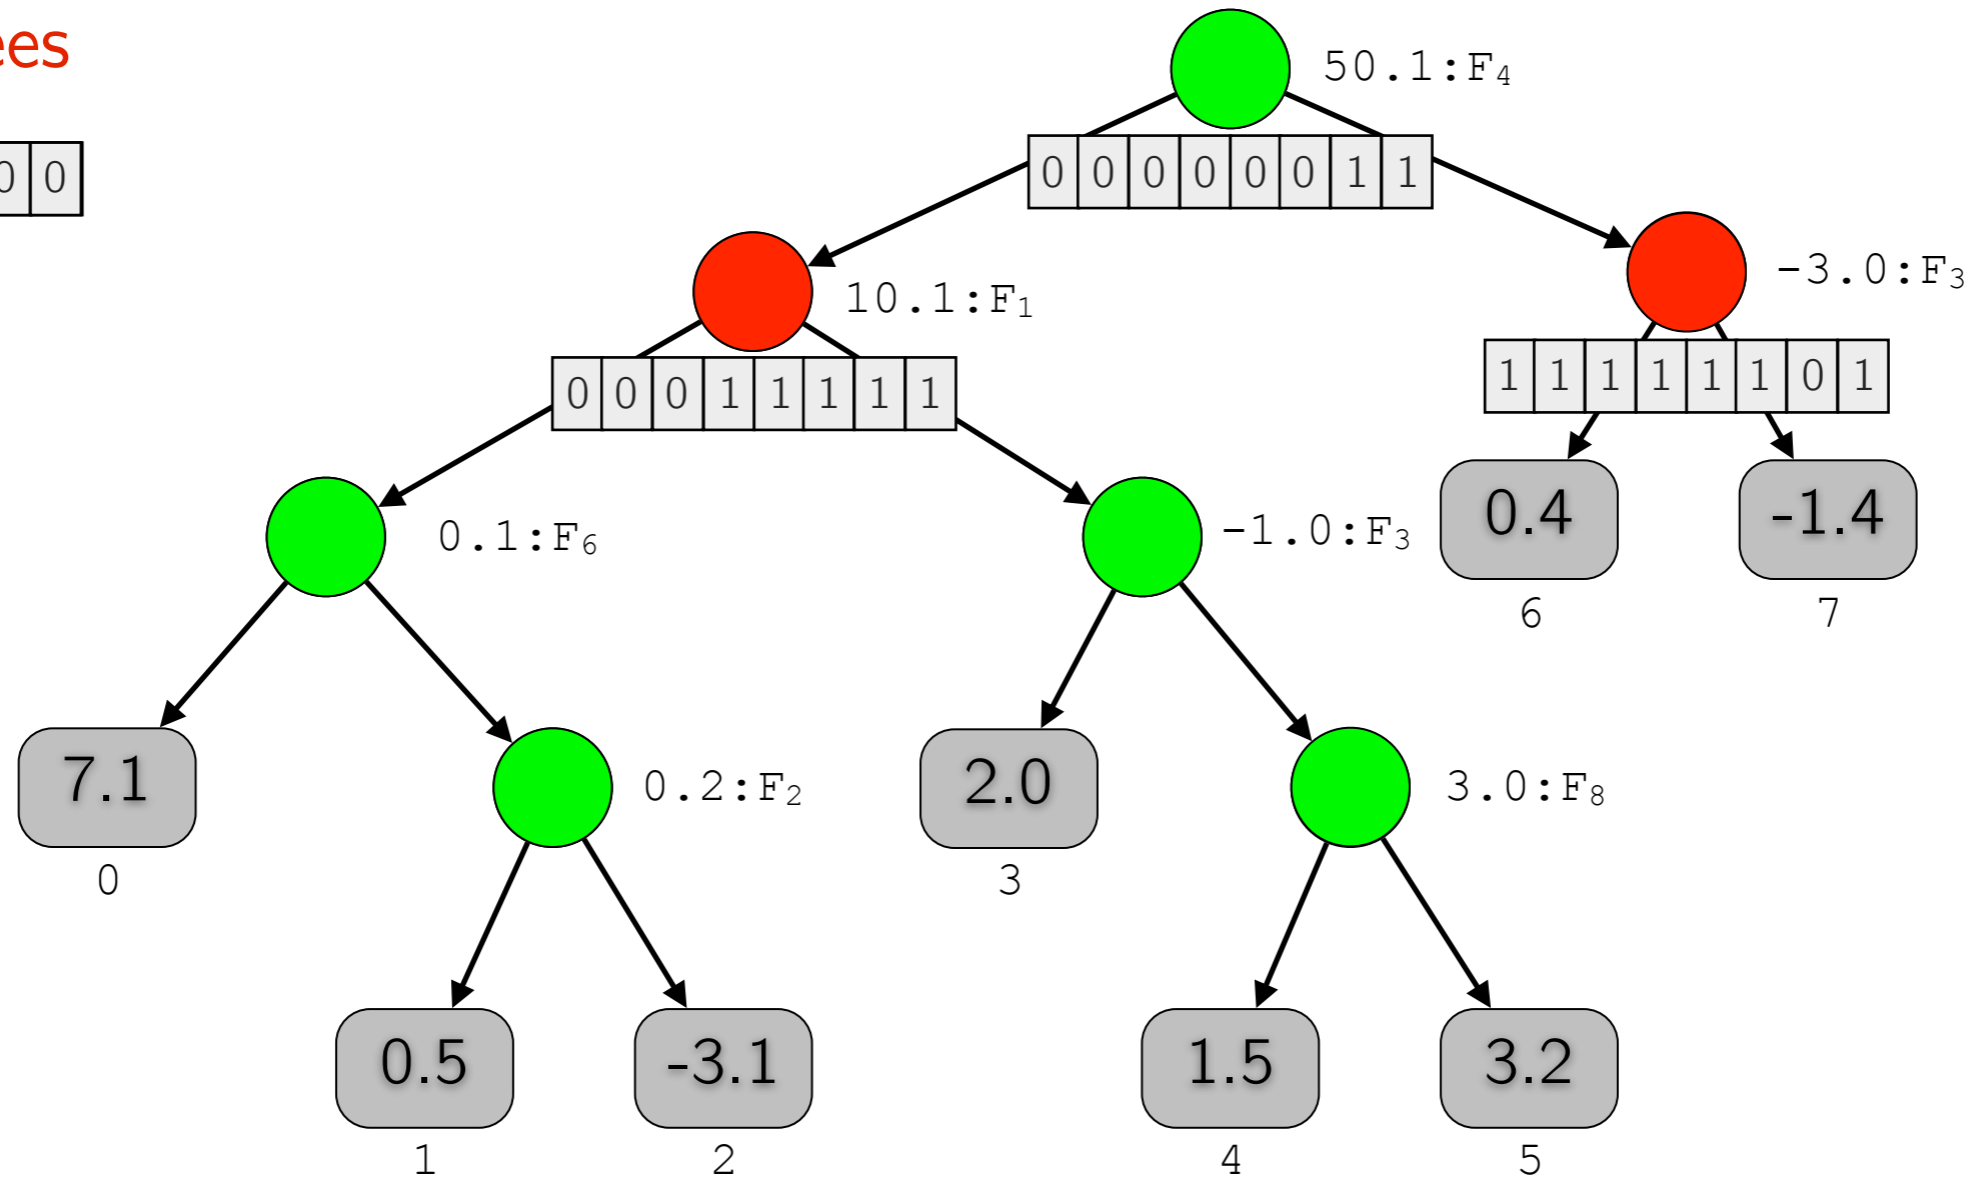 ees
50.1:F₄
0 0
0 0 0 0 0 0 1 1
10.1:F₁
-3.0:F₃
0 0 0 1 1 1 1 1
1 1 1 1 1 1 0 1
0.1:F₆
-1.0:F₃
0.4
-1.4
6
7
7.1
0.2:F₂
2.0
3.0:F₈
0
3
0.5
-3.1
1.5
3.2
1
2
4
5